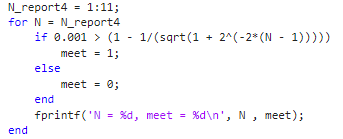 N_report4 = 1:11;
for N = N_report4
if 0.001 > (1 - 1/(sqrt(1 + 2^(-2*(N - 1)))))
meet = 1;
else
meet = 0;
end
fprintf('N = %d, meet = %d\n', N , meet);
end